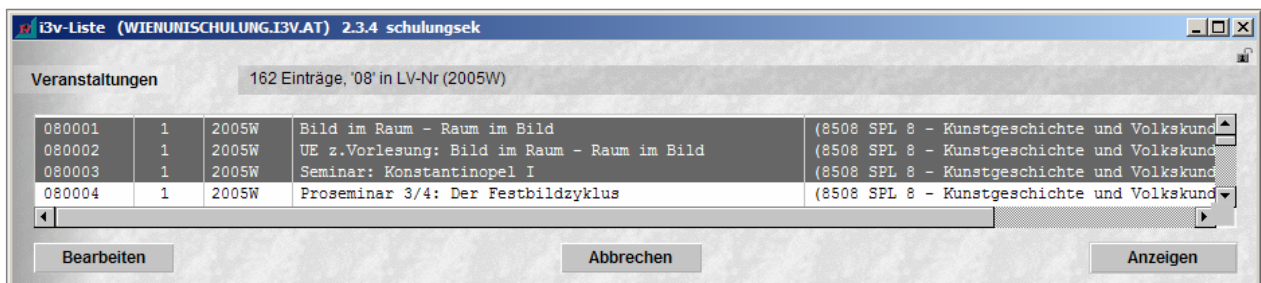 i3v-Liste (WIENUNISCHULUNG.I3V.AT) 2.3.4 schulungsek
Veranstaltungen 162 Einträge, '08' in LV-Nr (2005W)
080001 1 2005W Bild im Raum - Raum im Bild (8508 SPL 8 - Kunstgeschichte und Volkskund
080002 1 2005W UE z.Vorlesung: Bild im Raum - Raum im Bild (8508 SPL 8 - Kunstgeschichte und Volkskund
080003 1 2005W Seminar: Konstantinopel I (8508 SPL 8 - Kunstgeschichte und Volkskund
080004 1 2005W Proseminar 3/4: Der Festbildzyklus (8508 SPL 8 - Kunstgeschichte und Volkskund
Bearbeiten Abbrechen Anzeigen